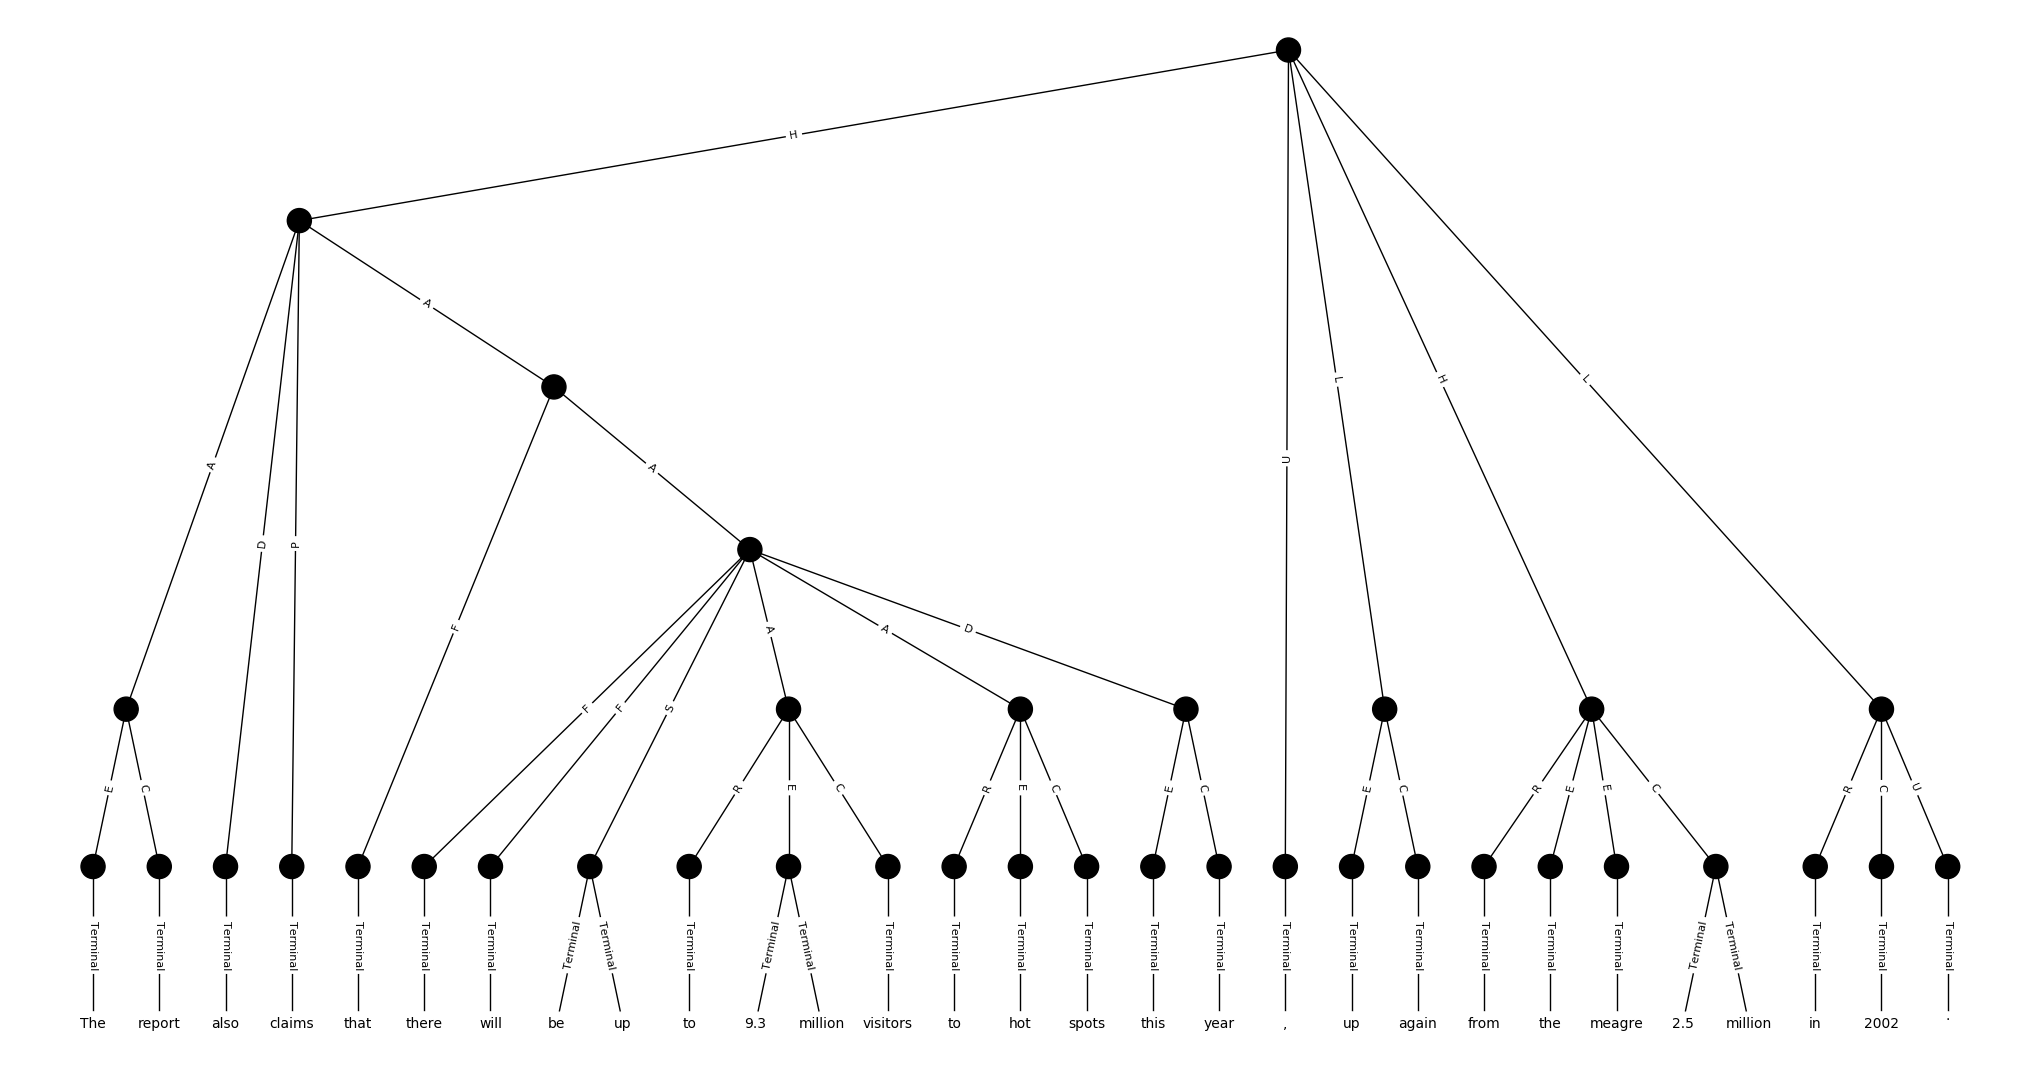 H
A
A
L
H
L
A
U
A
F
D
P
A
A
D
F
F
S
E
C
R
E
C
R
E
C
E
C
E
C
R
E
E
C
R
C
U
Terminal Terminal Terminal Terminal Terminal Terminal Terminal Terminal Terminal Terminal Terminal Terminal Terminal Terminal Terminal Terminal Terminal Terminal Terminal Terminal Terminal Terminal Terminal Terminal Terminal Terminal Terminal Terminal Terminal
The report also claims that there will be up to 9.3 million visitors to hot spots this year , up again from the meagre 2.5 million in 2002 .